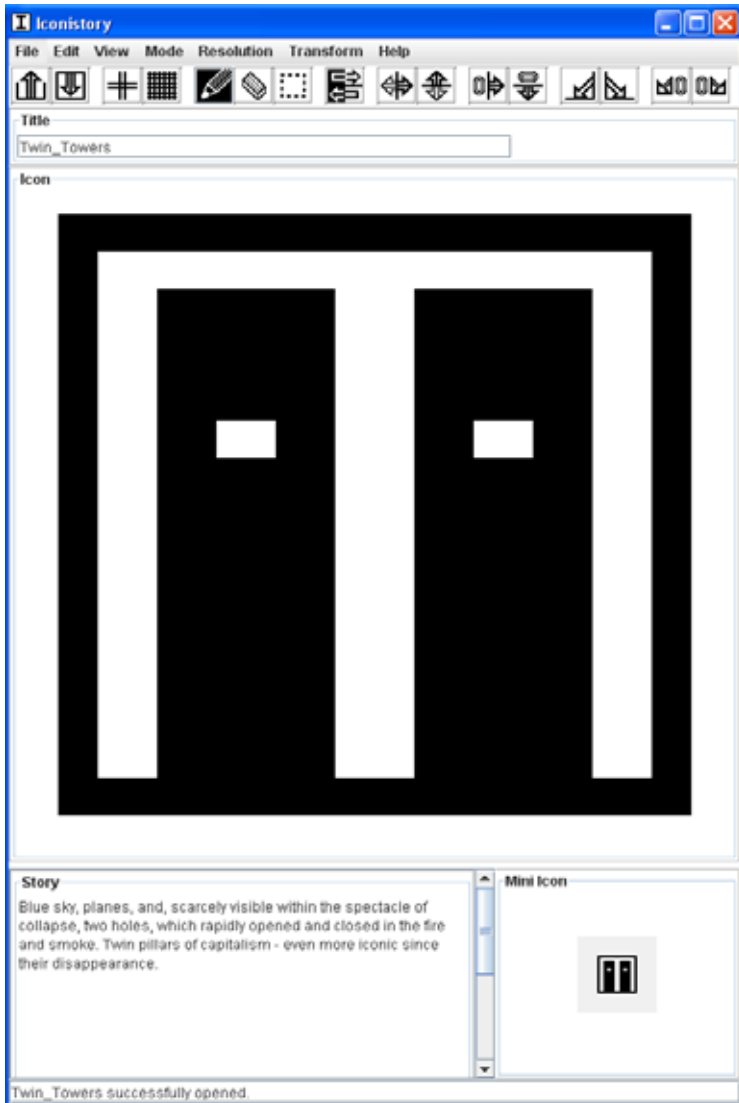 Iconistory
File Edit View Mode Resolution Transform Help
Title
Twin_Towers
Icon
Story
Blue sky, planes, and, scarcely visible within the spectacle of
collapse, two holes, which rapidly opened and closed in the fire
and smoke. Twin pillars of capitalism - even more iconic since
their disappearance.
Mini Icon
Twin_Towers successfully opened.